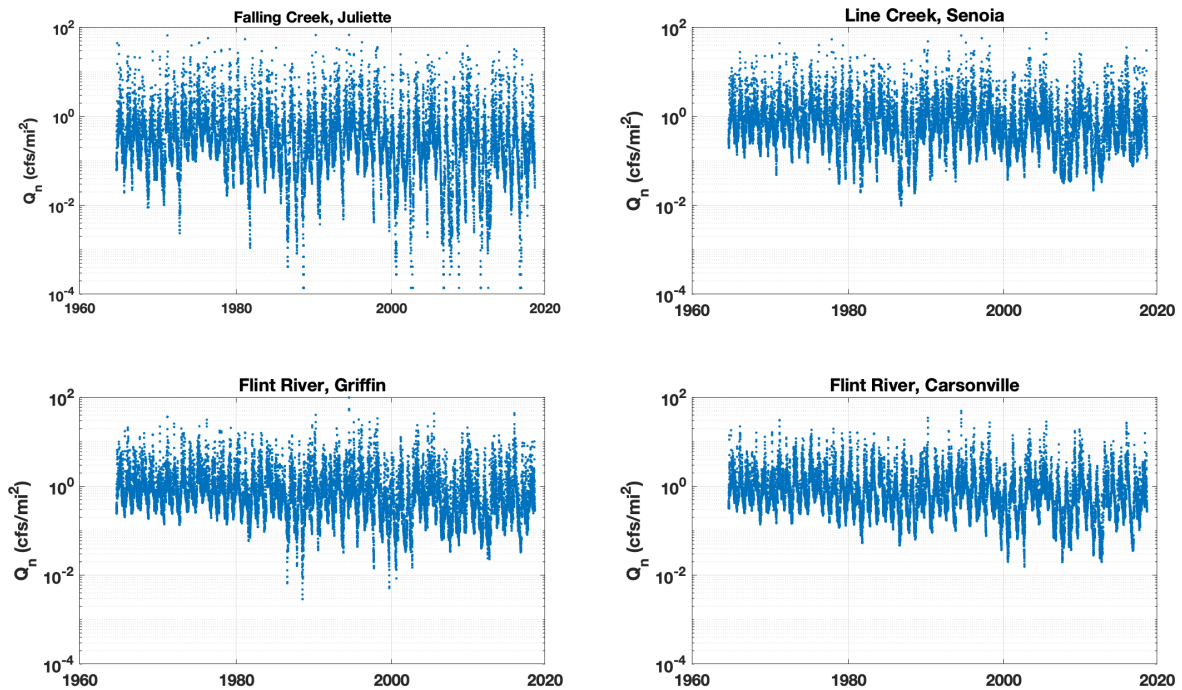 Falling Creek, Juliette
Q_n (cfs/mi^2)
10^2
10^0
10^-2
10^-4
1960 1980 2000 2020
Line Creek, Senoia
Q_n (cfs/mi^2)
10^2
10^0
10^-2
10^-4
1960 1980 2000 2020
Flint River, Griffin
Q_n (cfs/mi^2)
10^2
10^0
10^-2
10^-4
1960 1980 2000 2020
Flint River, Carsonville
Q_n (cfs/mi^2)
10^2
10^0
10^-2
10^-4
1960 1980 2000 2020